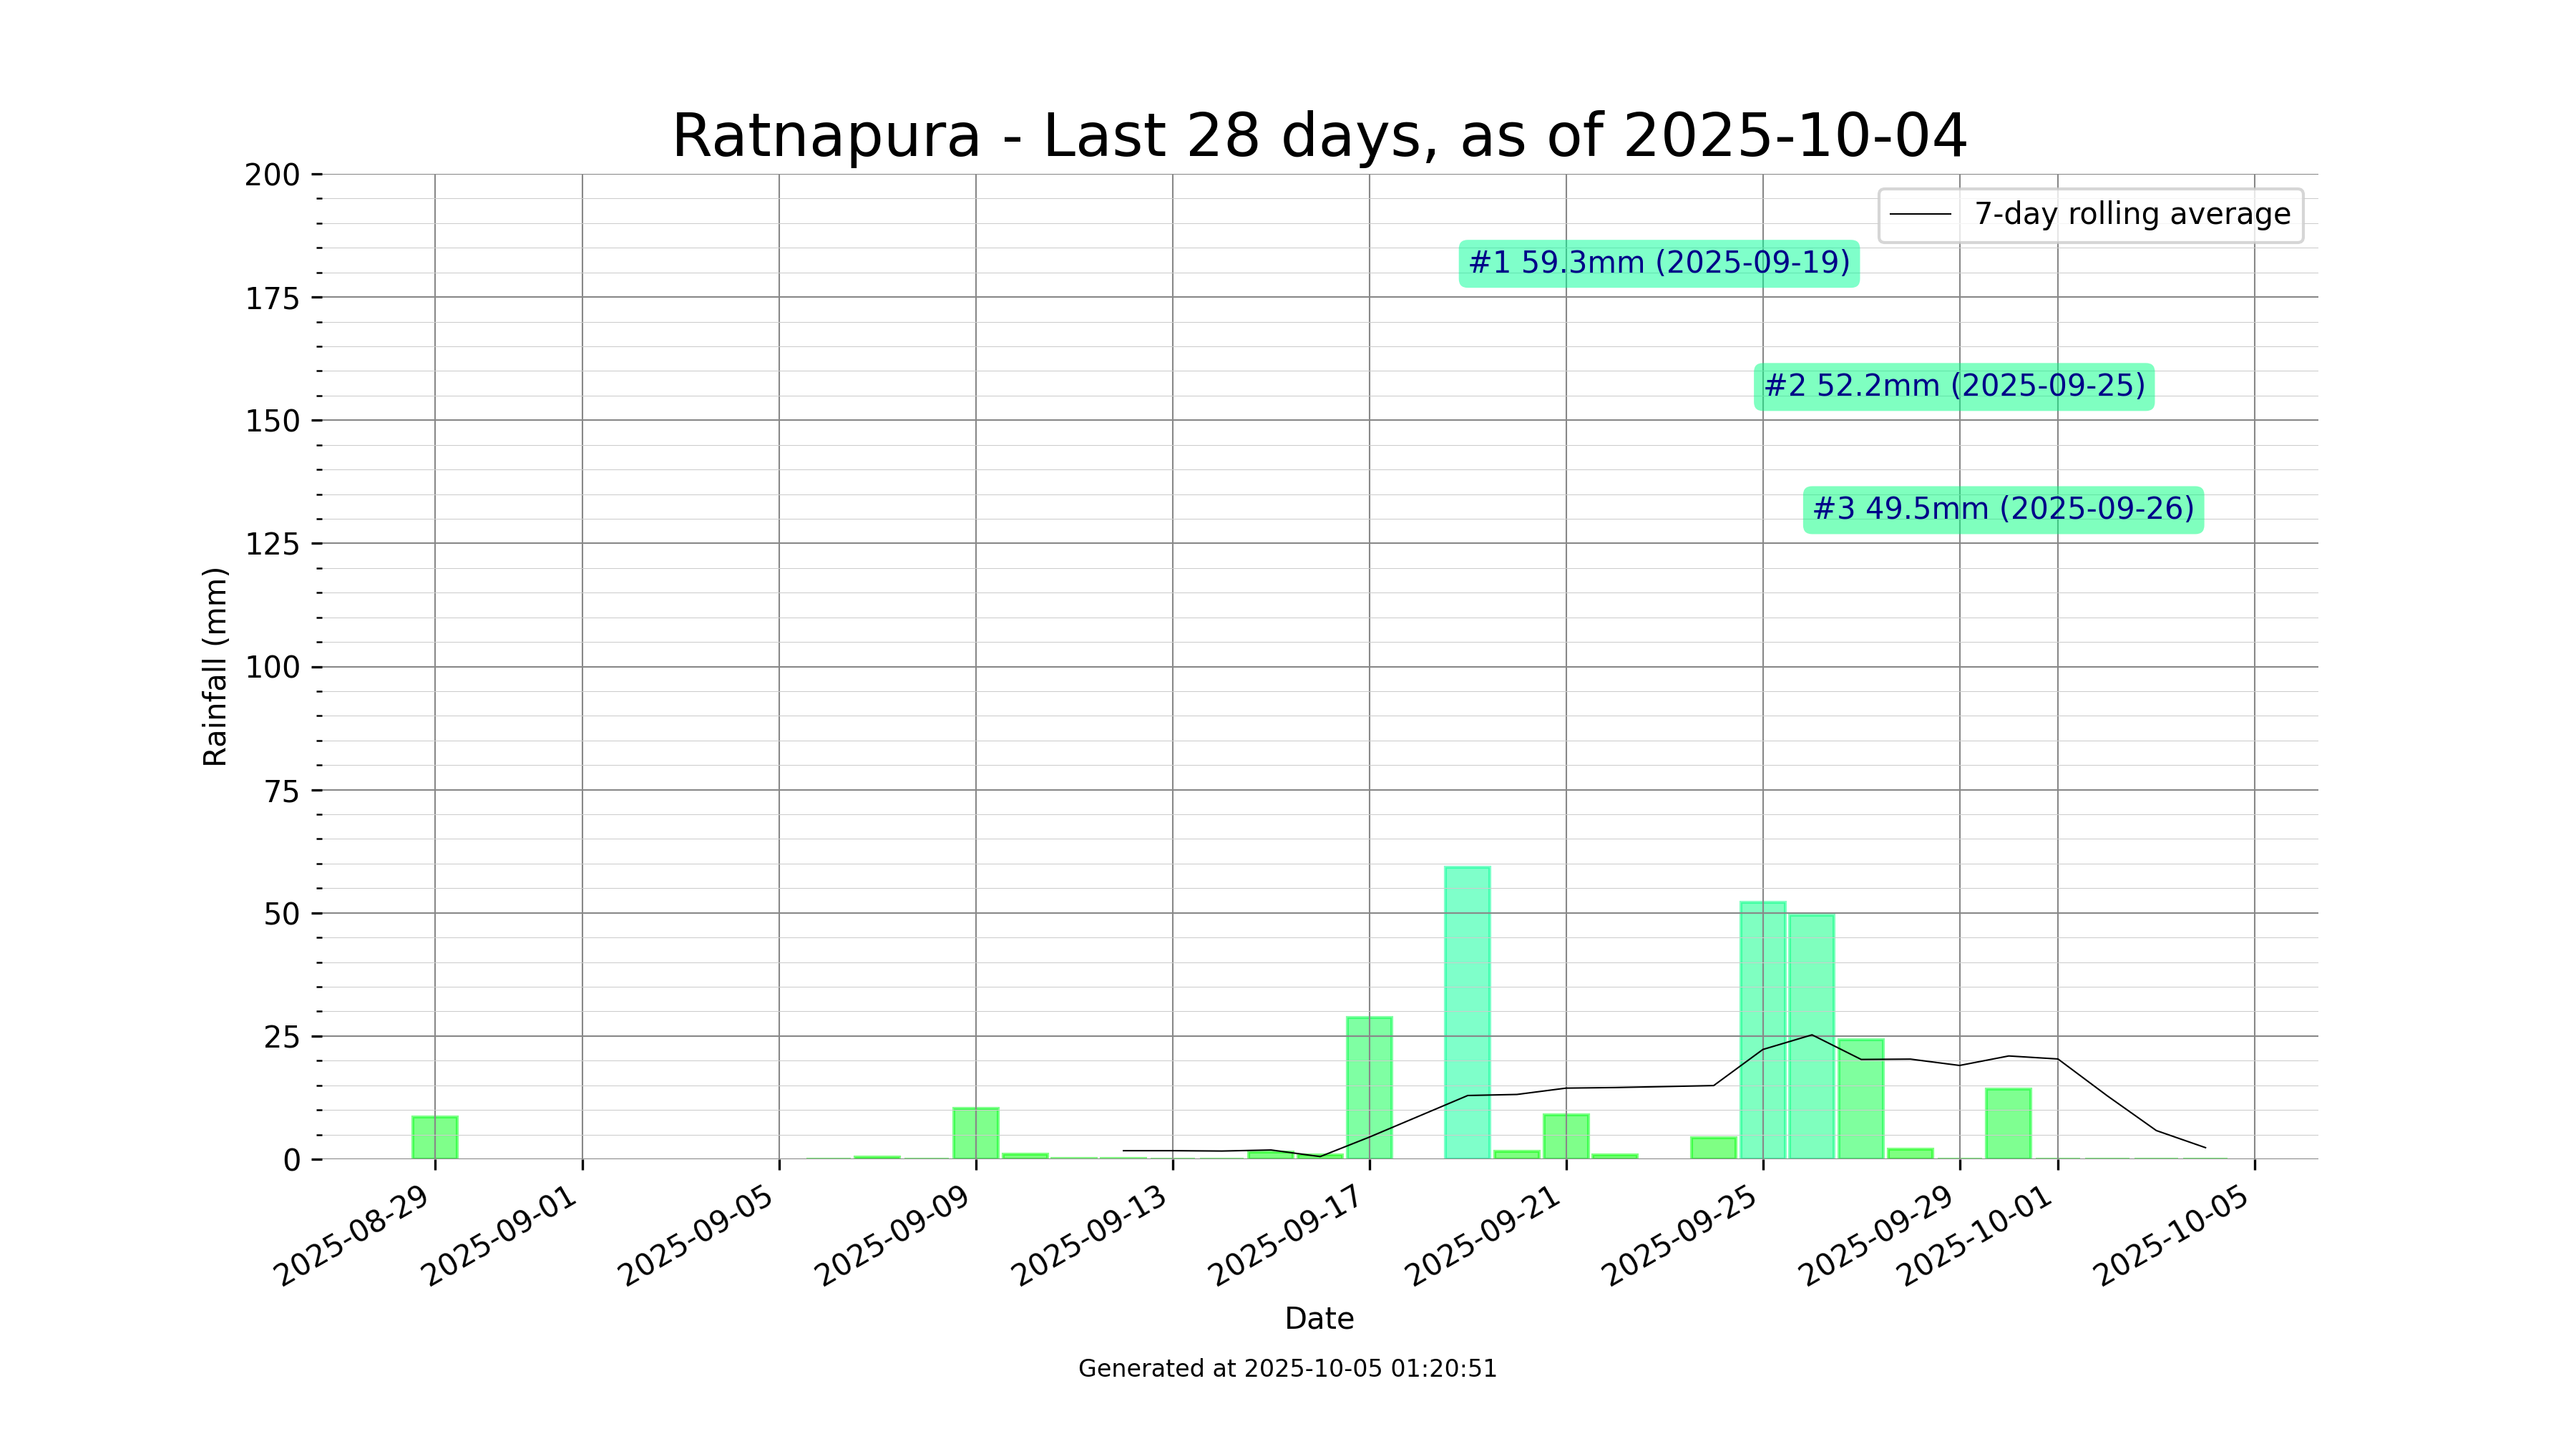 Ratnapura - Last 28 days, as of 2025-10-04
7-day rolling average
#1 59.3mm (2025-09-19)
#2 52.2mm (2025-09-25)
#3 49.5mm (2025-09-26)
Rainfall (mm)
200
175
150
125
100
75
50
25
0
2025-08-29
2025-09-01
2025-09-05
2025-09-09
2025-09-13
2025-09-17
2025-09-21
2025-09-25
2025-09-29
2025-10-01
2025-10-05
Date
Generated at 2025-10-05 01:20:51